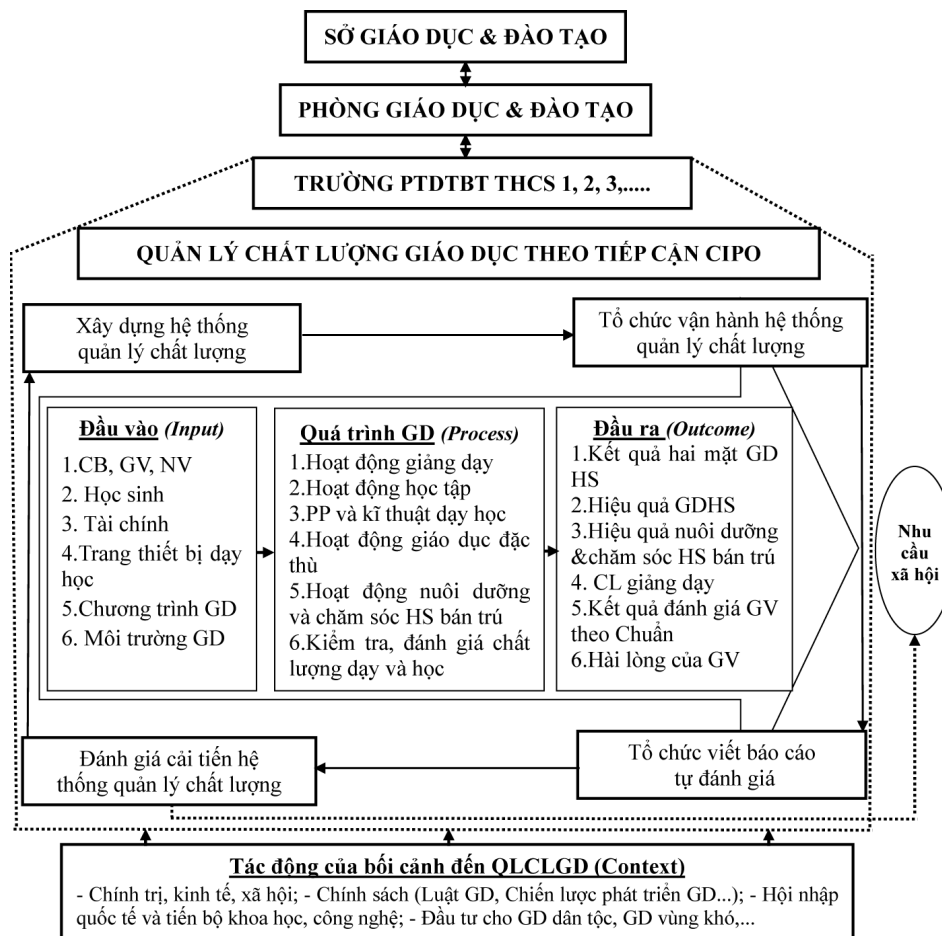 SỞ GIÁO DỤC & ĐÀO TẠO
PHÒNG GIÁO DỤC & ĐÀO TẠO
TRƯỜNG PTDTBT THCS 1, 2, 3,.....
QUẢN LÝ CHẤT LƯỢNG GIÁO DỤC THEO TIẾP CẬN CIPO
Xây dựng hệ thống
quản lý chất lượng
Tổ chức vận hành hệ thống
quản lý chất lượng
Đầu vào (Input)
1.CB, GV, NV
2. Học sinh
3. Tài chính
4.Trang thiết bị dạy
học
5.Chương trình GD
6. Môi trường GD
Quá trình GD (Process)
1.Hoạt động giảng dạy
2.Hoạt động học tập
3.PP và kĩ thuật dạy học
4.Hoạt động giáo dục đặc
thù
5.Hoạt động nuôi dưỡng
và chăm sóc HS bán trú
6.Kiểm tra, đánh giá chất
lượng dạy và học
Đầu ra (Outcome)
1.Kết quả hai mặt GD
HS
2.Hiệu quả GDHS
3.Hiệu quả nuôi dưỡng
&chăm sóc HS bán trú
4. CL giảng dạy
5.Kết quả đánh giá GV
theo Chuẩn
6.Hài lòng của GV
Nhu
cầu
xã hội
Đánh giá cải tiến hệ
thống quản lý chất lượng
Tổ chức viết báo cáo
tự đánh giá
Tác động của bối cảnh đến QLCLGD (Context)
- Chính trị, kinh tế, xã hội; - Chính sách (Luật GD, Chiến lược phát triển GD...); - Hội nhập
quốc tế và tiến bộ khoa học, công nghệ; - Đầu tư cho GD dân tộc, GD vùng khó,...